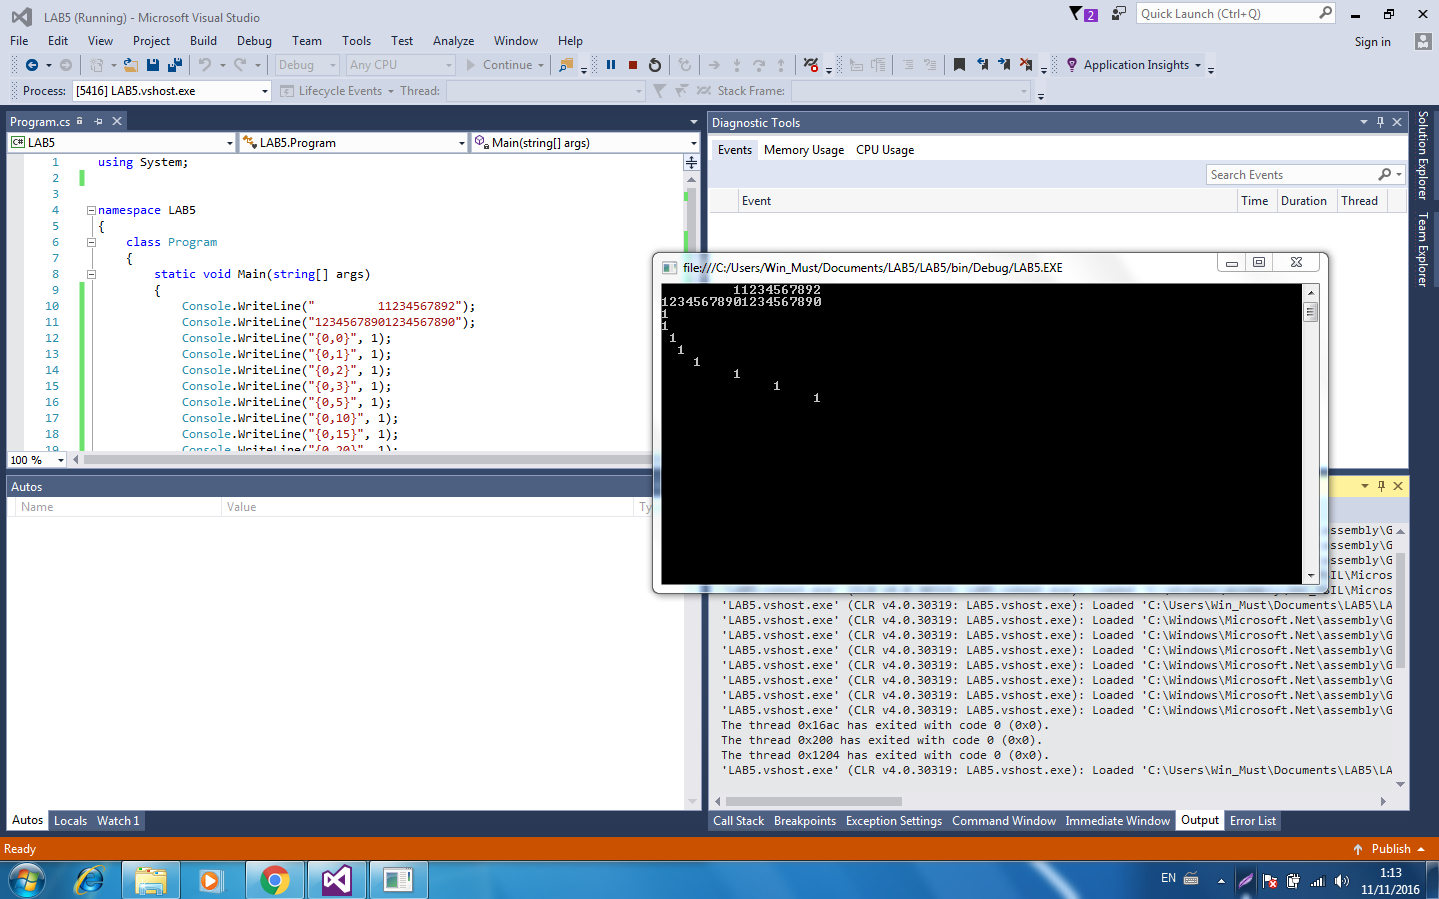 LAB5 (Running) - Microsoft Visual Studio
2
Quick Launch (Ctrl+Q)
File Edit View Project Build Debug Team Tools Test Analyze Window Help
Sign in
Debug Any CPU Continue Application Insights
Process: [5416] LAB5.vshost.exe Lifecycle Events Thread: Stack Frame:
Program.cs
LAB5 LAB5.Program Main(string[] args)
1 using System;
2
3
4 namespace LAB5
5 {
6 class Program
7 {
8 static void Main(string[] args)
9 {
10 Console.WriteLine("         11234567892");
11 Console.WriteLine("12345678901234567890");
12 Console.WriteLine("{0,0}", 1);
13 Console.WriteLine("{0,1}", 1);
14 Console.WriteLine("{0,2}", 1);
15 Console.WriteLine("{0,3}", 1);
16 Console.WriteLine("{0,5}", 1);
17 Console.WriteLine("{0,10}", 1);
18 Console.WriteLine("{0,15}", 1);
19 Console.WriteLine("{0,20}", 1);
100 %
Diagnostic Tools
Events Memory Usage CPU Usage
Search Events
Event Time Duration Thread
Solution Explorer
Team Explorer
file:///C:/Users/Win_Must/Documents/LAB5/LAB5/bin/Debug/LAB5.EXE
         11234567892
12345678901234567890
1
1
 1
  1
    1
         1
              1
                   1
Autos
Name Value Ty
ssembly\G
ssembly\G
ssembly\G
IL\Micros
'LAB5.vshost.exe' (CLR v4.0.30319: LAB5.vshost.exe): Loaded 'C:\Users\Win_Must\Documents\LAB5\LA
'LAB5.vshost.exe' (CLR v4.0.30319: LAB5.vshost.exe): Loaded 'C:\Windows\Microsoft.Net\assembly\G
'LAB5.vshost.exe' (CLR v4.0.30319: LAB5.vshost.exe): Loaded 'C:\Windows\Microsoft.Net\assembly\G
'LAB5.vshost.exe' (CLR v4.0.30319: LAB5.vshost.exe): Loaded 'C:\Windows\Microsoft.Net\assembly\G
'LAB5.vshost.exe' (CLR v4.0.30319: LAB5.vshost.exe): Loaded 'C:\Windows\Microsoft.Net\assembly\G
'LAB5.vshost.exe' (CLR v4.0.30319: LAB5.vshost.exe): Loaded 'C:\Windows\Microsoft.Net\assembly\G
'LAB5.vshost.exe' (CLR v4.0.30319: LAB5.vshost.exe): Loaded 'C:\Windows\Microsoft.Net\assembly\G
'LAB5.vshost.exe' (CLR v4.0.30319: LAB5.vshost.exe): Loaded 'C:\Windows\Microsoft.Net\assembly\G
The thread 0x16ac has exited with code 0 (0x0).
The thread 0x200 has exited with code 0 (0x0).
The thread 0x1204 has exited with code 0 (0x0).
'LAB5.vshost.exe' (CLR v4.0.30319: LAB5.vshost.exe): Loaded 'C:\Users\Win_Must\Documents\LAB5\LA
Autos Locals Watch 1
Call Stack Breakpoints Exception Settings Command Window Immediate Window Output Error List
Ready
Publish
EN
1:13
11/11/2016